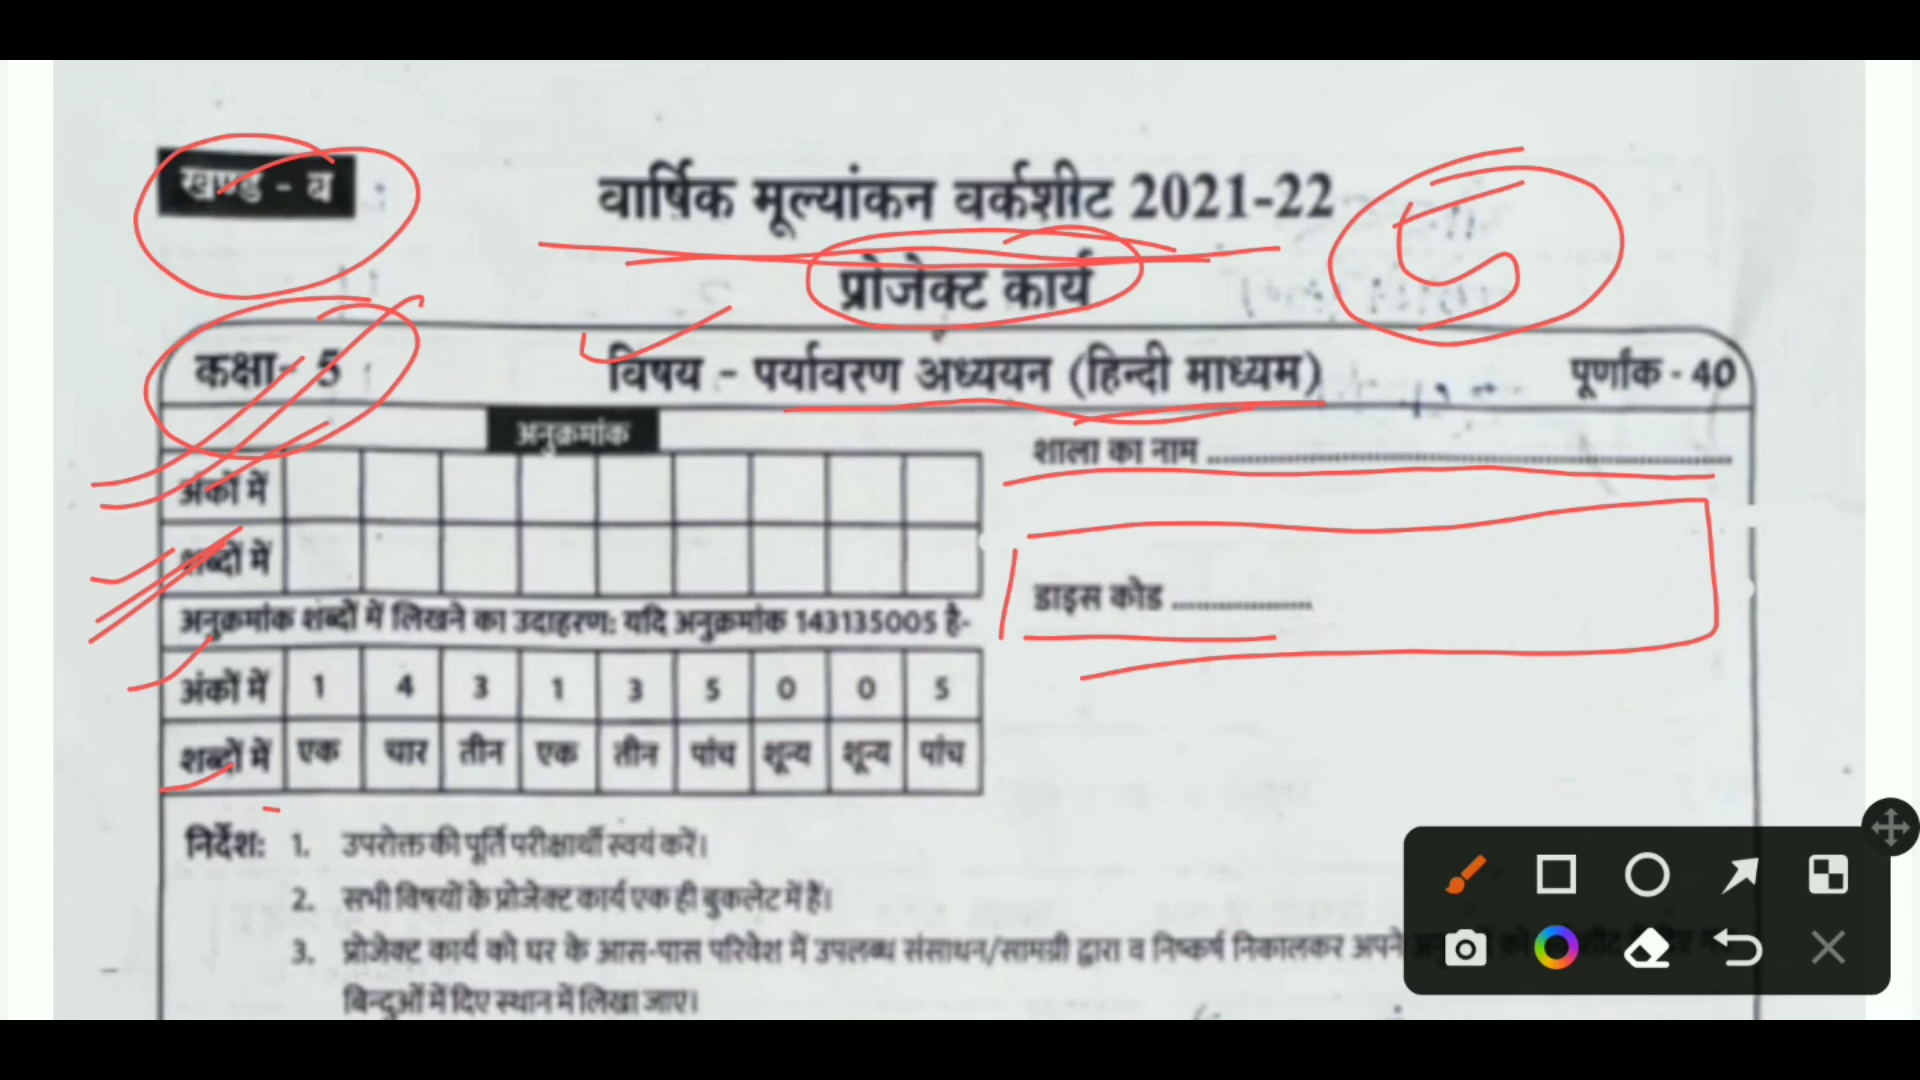 खण्ड - ब
वार्षिक मूल्यांकन वर्कशीट 2021-22
प्रोजेक्ट कार्य
5
कक्षा- 5 विषय - पर्यावरण अध्ययन (हिन्दी माध्यम) पूर्णांक - 40
अनुक्रमांक
शाला का नाम
अंकों में
शब्दों में
डाइस कोड
अनुक्रमांक शब्दों में लिखने का उदाहरण: यदि अनुक्रमांक 143135005 है-
अंकों में 1 4 3 1 3 5 0 0 5
शब्दों में एक चार तीन एक तीन पांच शून्य शून्य पांच
निर्देश: 1. उपरोक्त की पूर्ति परीक्षार्थी स्वयं करें।
2. सभी विषयों के प्रोजेक्ट कार्य एक ही बुकलेट में हैं।
3. प्रोजेक्ट कार्य को घर के आस-पास परिवेश में उपलब्ध संसाधन/सामग्री द्वारा व निष्कर्ष निकालकर अपने
बिन्दुओं में दिए स्थान में लिखा जाए।